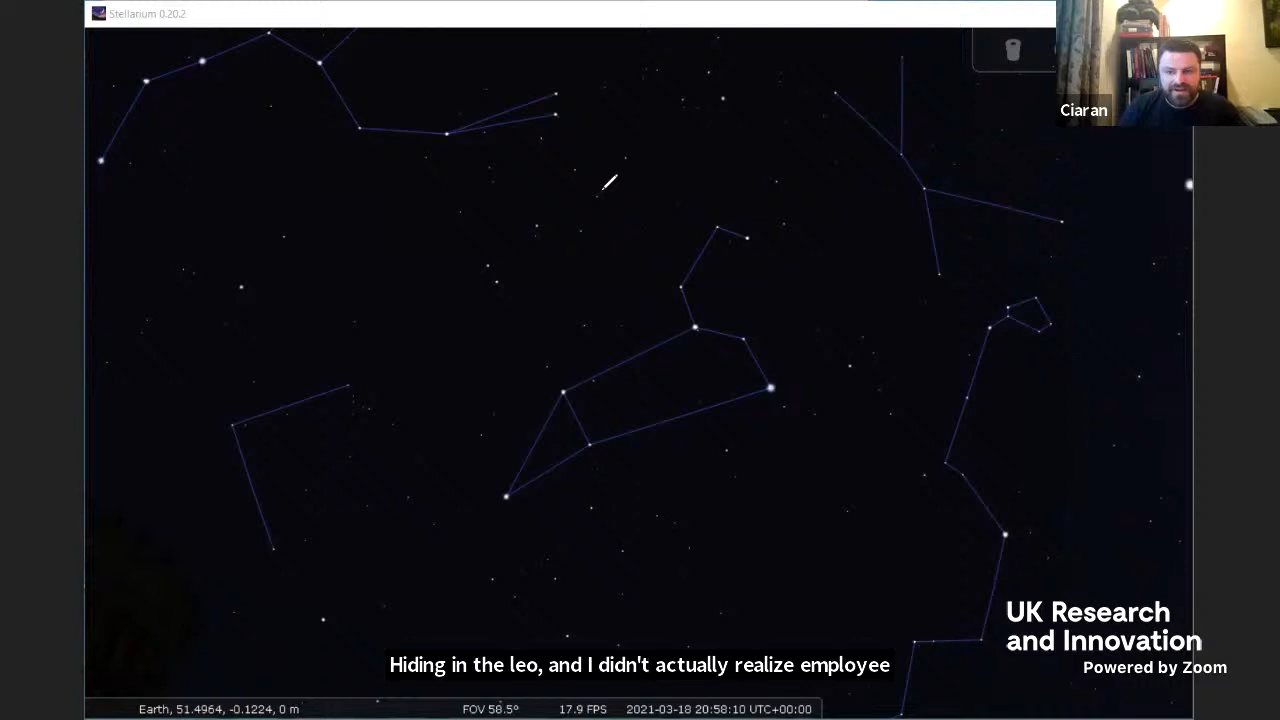 Stellarium 0.20.2
Ciaran
UK Research
and Innovation
Powered by Zoom
Hiding in the leo, and I didn't actually realize employee
Earth, 51.4964, -0.1224, 0 m FOV 58.5° 17.9 FPS 2021-03-18 20:58:10 UTC+00:00